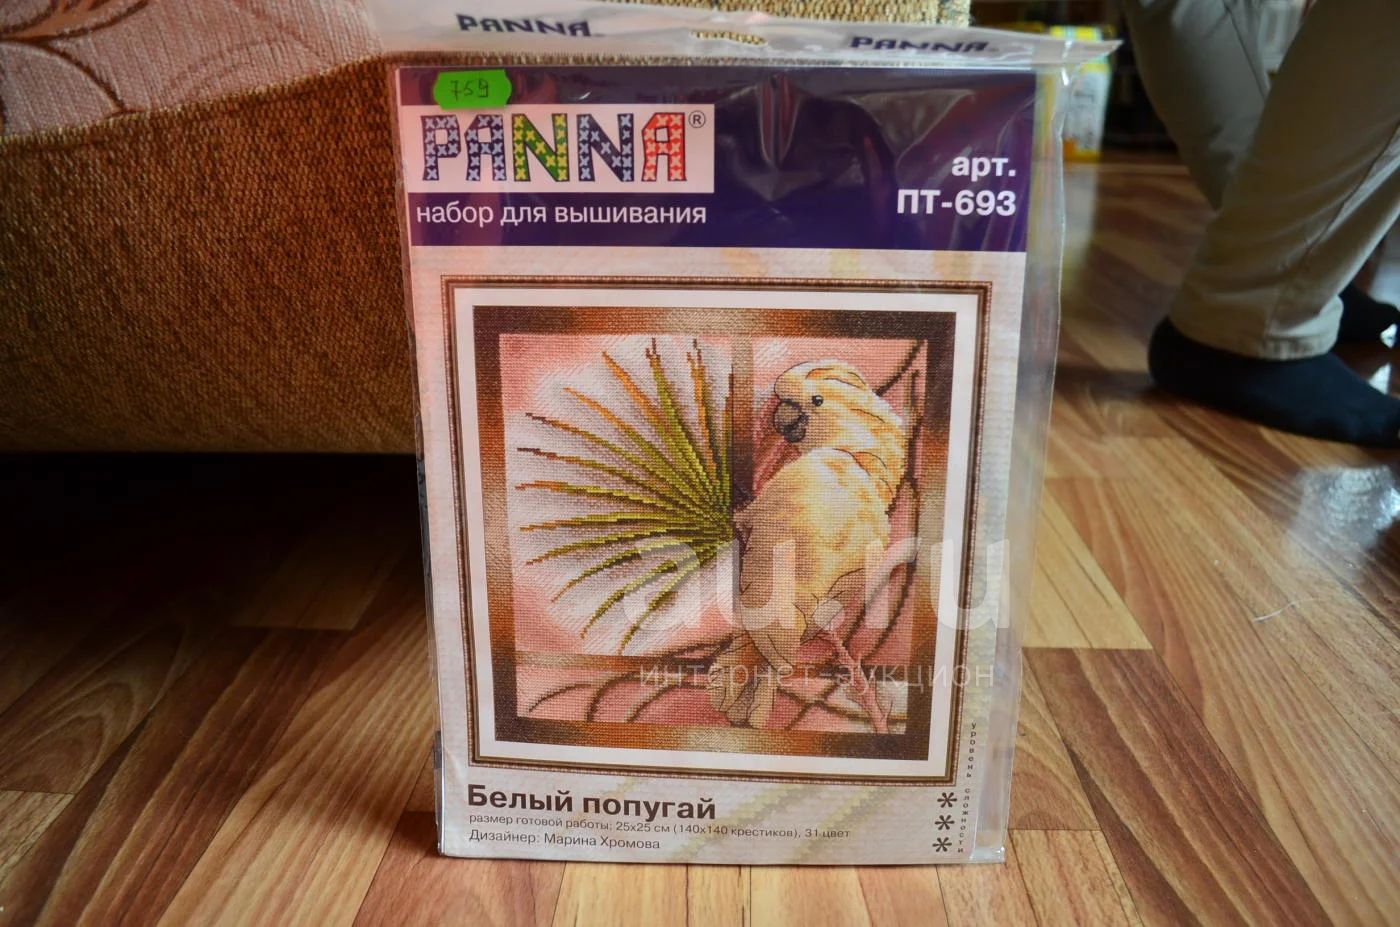 PANNA
PANNA
759
PANNA®
набор для вышивания
арт.
ПТ-693
au.ru
интернет-аукцион
Белый попугай
размер готовой работы: 25х25 см (140х140 крестиков), 31 цвет
Дизайнер: Марина Хромова
уровень сложности